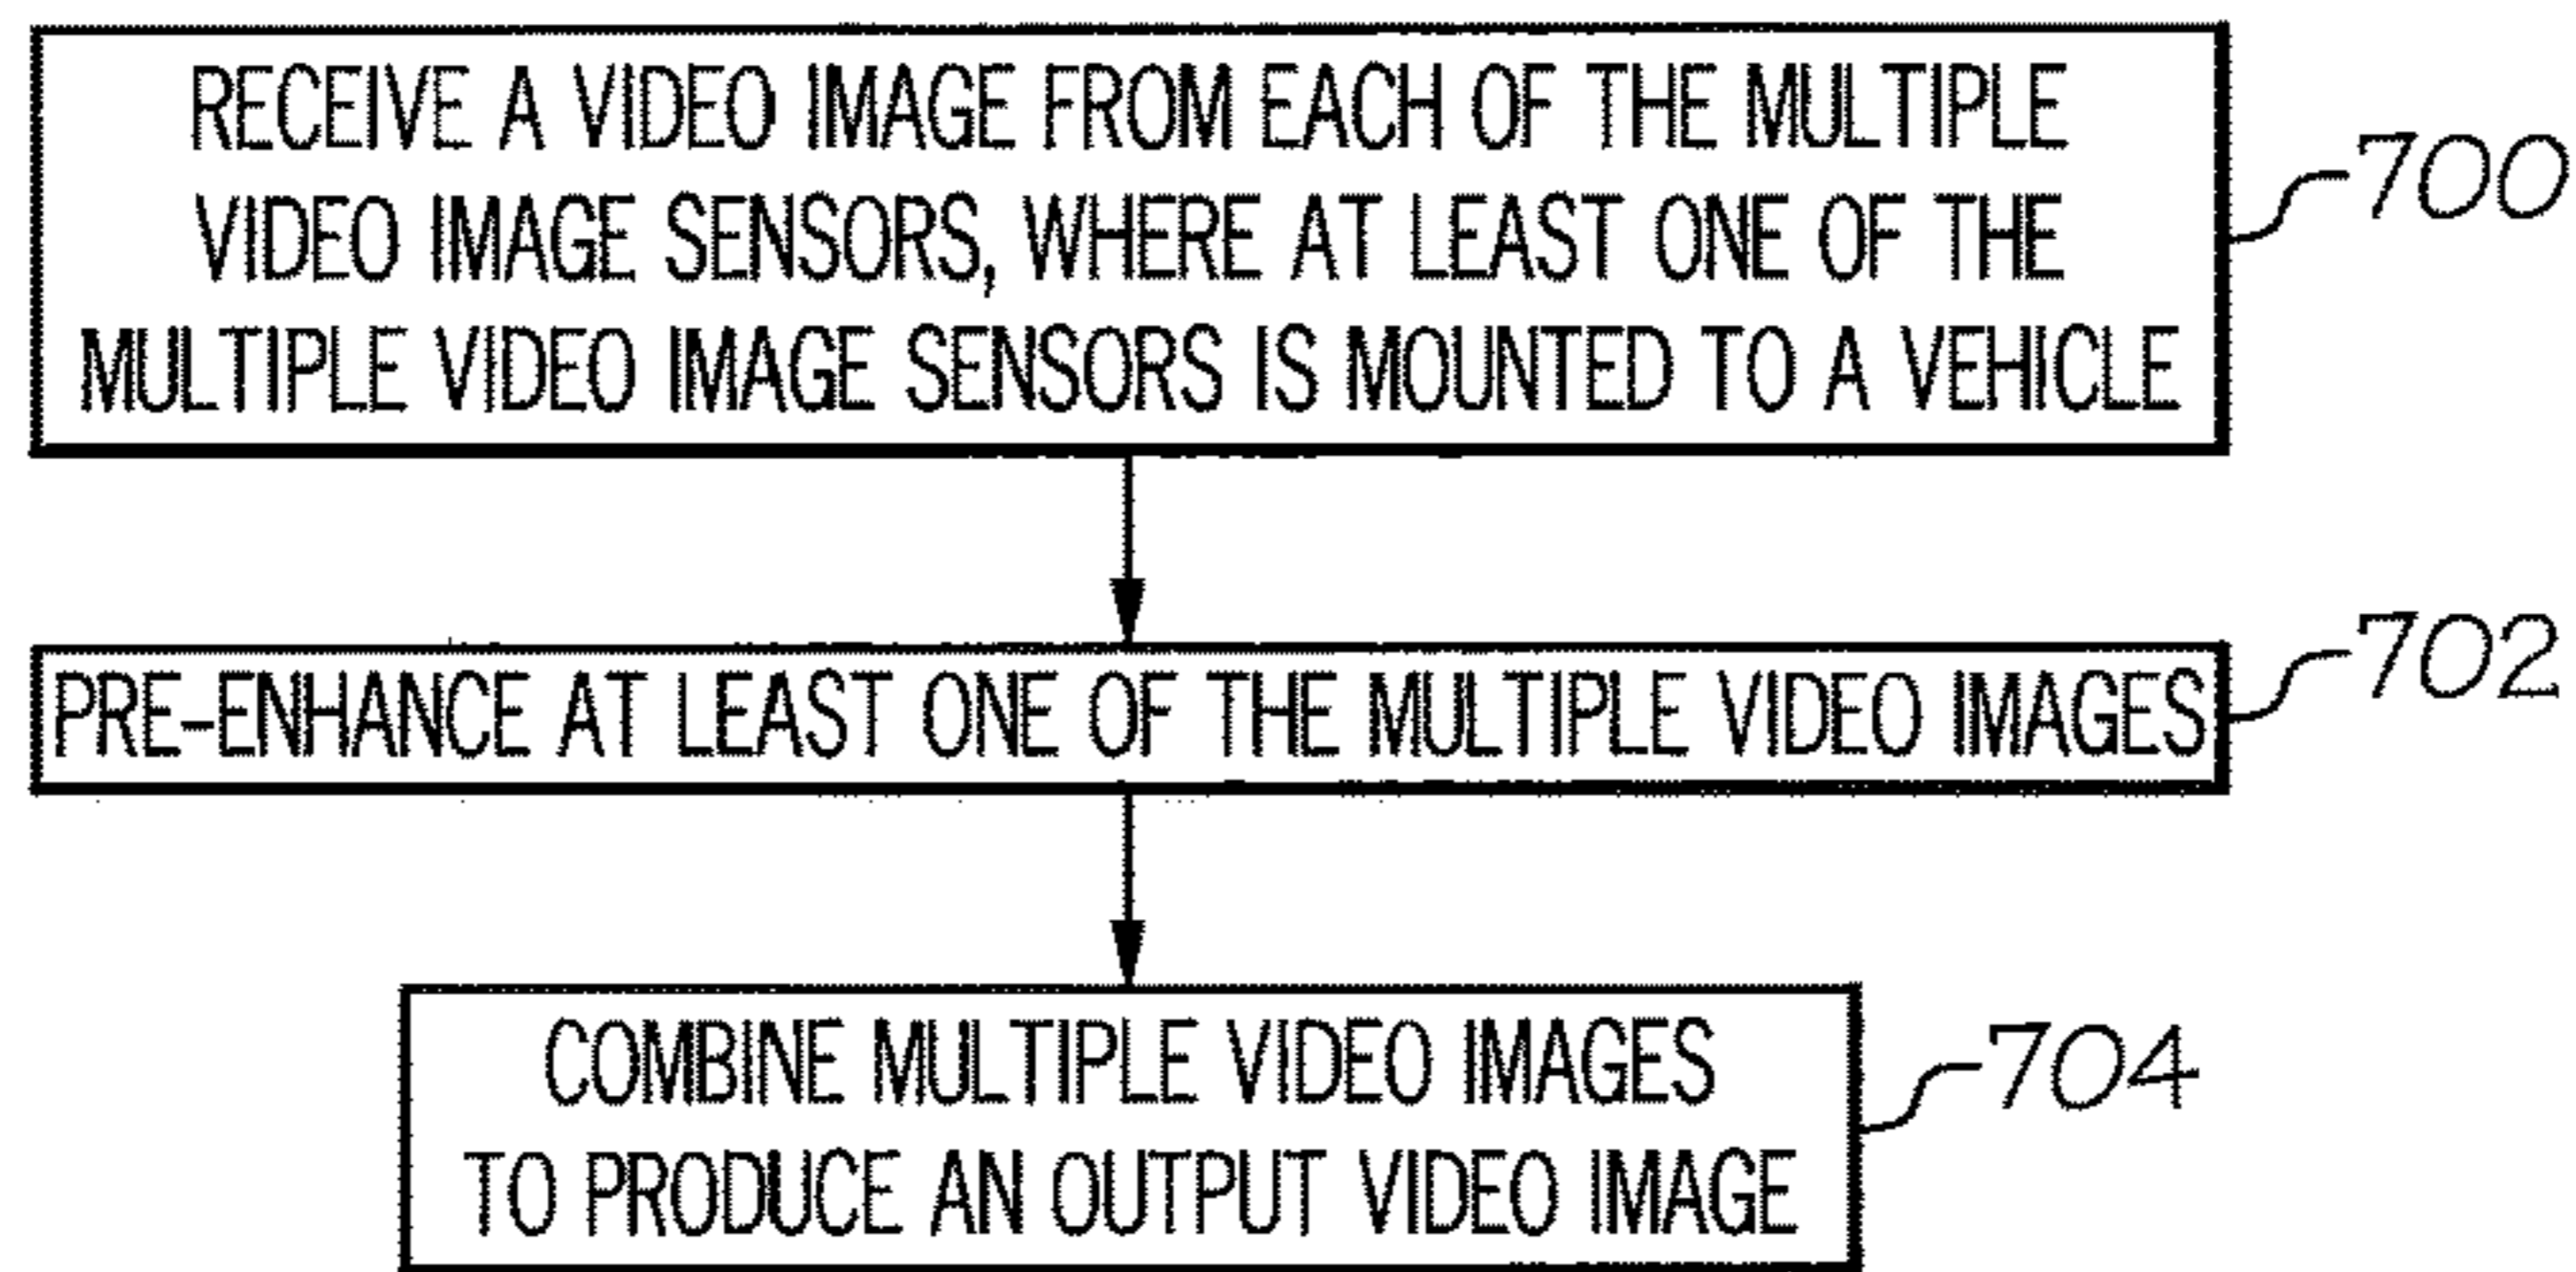 RECEIVE A VIDEO IMAGE FROM EACH OF THE MULTIPLE
VIDEO IMAGE SENSORS, WHERE AT LEAST ONE OF THE
MULTIPLE VIDEO IMAGE SENSORS IS MOUNTED TO A VEHICLE
700
PRE-ENHANCE AT LEAST ONE OF THE MULTIPLE VIDEO IMAGES
702
COMBINE MULTIPLE VIDEO IMAGES
TO PRODUCE AN OUTPUT VIDEO IMAGE
704